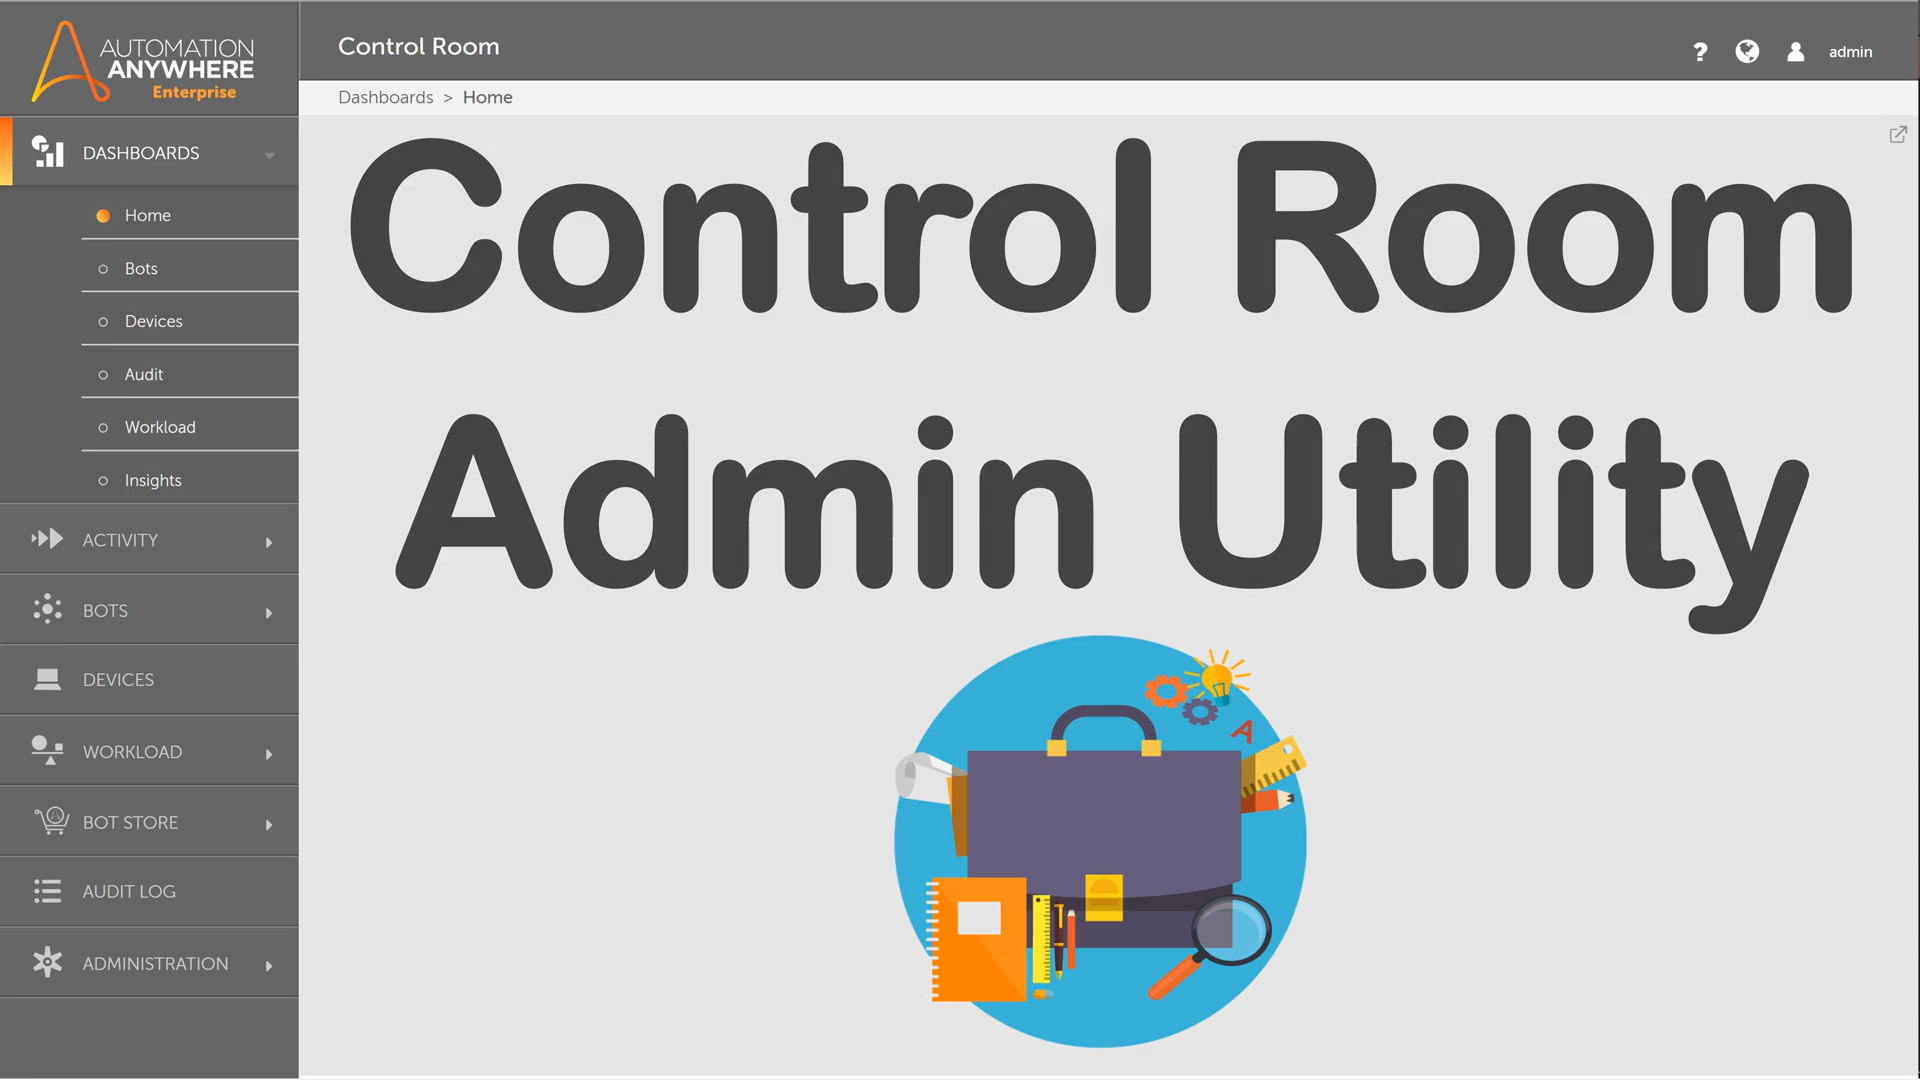 AUTOMATION
ANYWHERE
Enterprise
Control Room
? admin
Dashboards > Home
DASHBOARDS
Home
Bots
Devices
Audit
Workload
Insights
ACTIVITY
BOTS
DEVICES
WORKLOAD
BOT STORE
AUDIT LOG
ADMINISTRATION
Control Room
Admin Utility
A